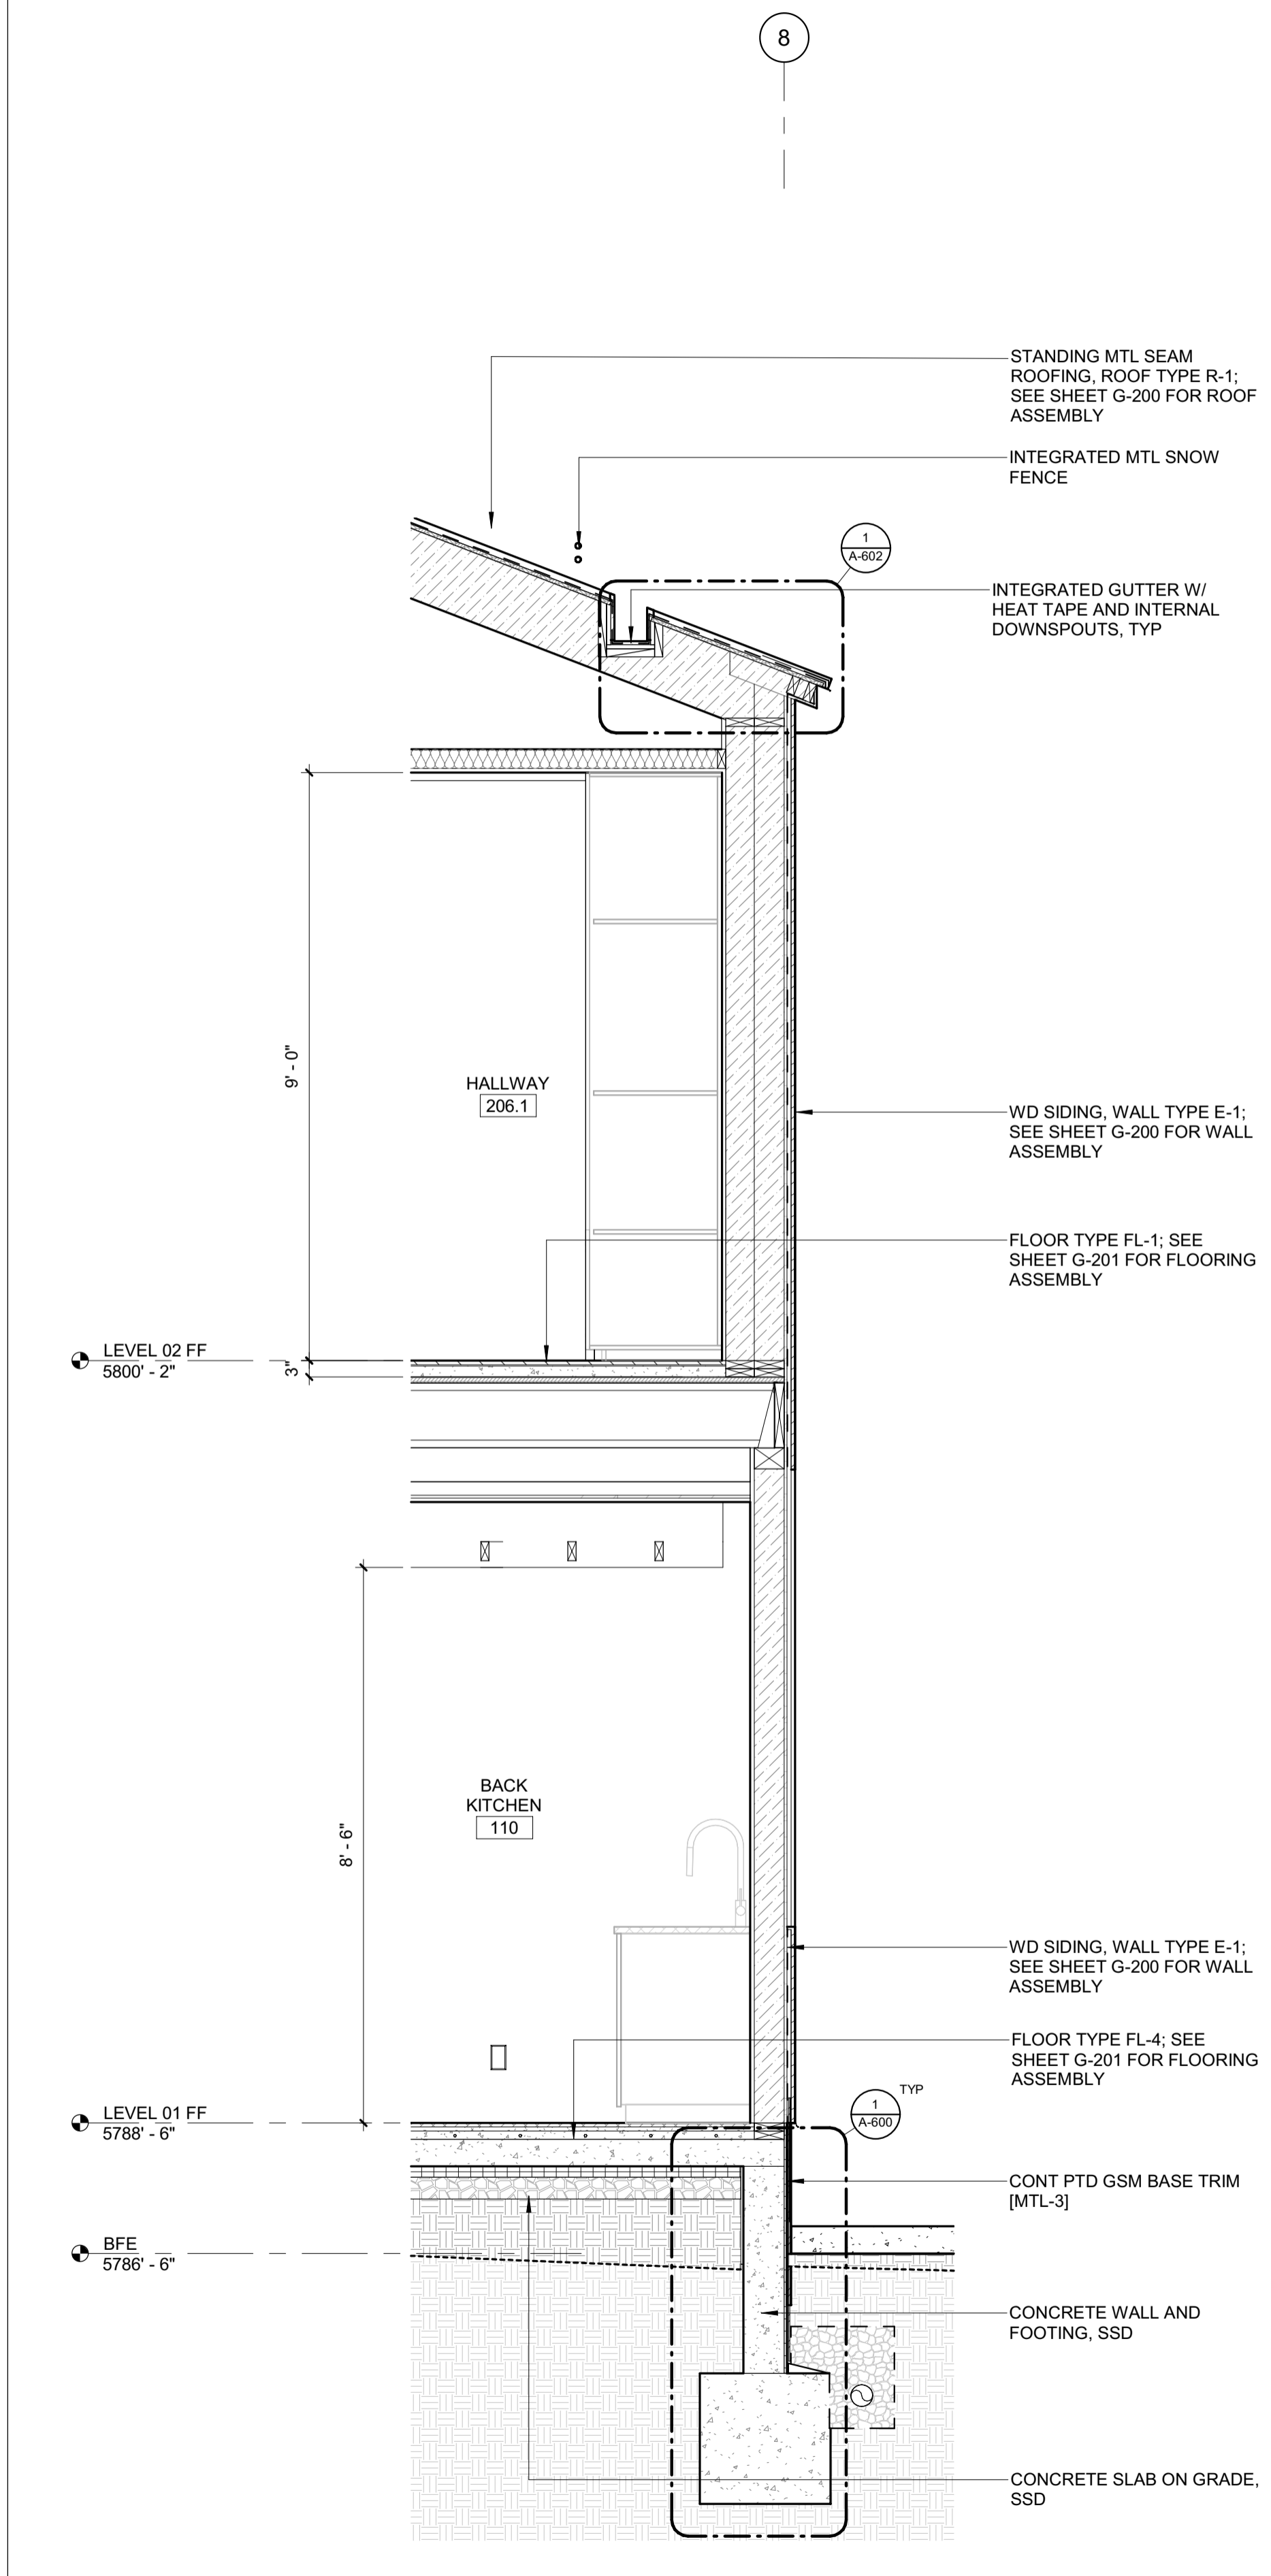 8
STANDING MTL SEAM
ROOFING, ROOF TYPE R-1;
SEE SHEET G-200 FOR ROOF
ASSEMBLY
INTEGRATED MTL SNOW
FENCE
1
A-602
INTEGRATED GUTTER W/
HEAT TAPE AND INTERNAL
DOWNSPOUTS, TYP
9' - 0"
HALLWAY
206.1
WD SIDING, WALL TYPE E-1;
SEE SHEET G-200 FOR WALL
ASSEMBLY
FLOOR TYPE FL-1; SEE
SHEET G-201 FOR FLOORING
ASSEMBLY
LEVEL 02 FF
5800' - 2"
3"
BACK
KITCHEN
110
8' - 6"
WD SIDING, WALL TYPE E-1;
SEE SHEET G-200 FOR WALL
ASSEMBLY
FLOOR TYPE FL-4; SEE
SHEET G-201 FOR FLOORING
ASSEMBLY
TYP
1
A-600
LEVEL 01 FF
5788' - 6"
CONT PTD GSM BASE TRIM
[MTL-3]
BFE
5786' - 6"
CONCRETE WALL AND
FOOTING, SSD
CONCRETE SLAB ON GRADE,
SSD